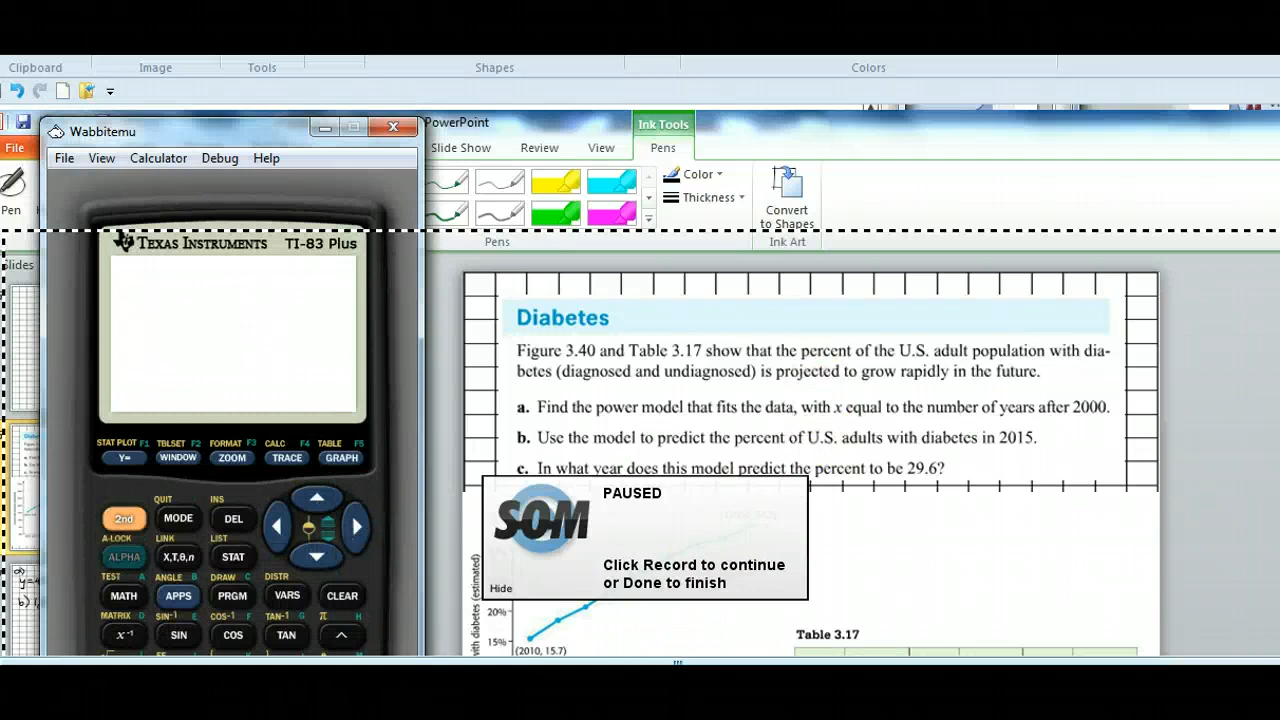 Clipboard Image Tools Shapes Colors
PowerPoint Ink Tools
Wabbitemu
File Slide Show Review View Pens
File View Calculator Debug Help
Pen Color Thickness Convert to Shapes
Pens Ink Art
TEXAS INSTRUMENTS TI-83 Plus
Slides
Diabetes
Figure 3.40 and Table 3.17 show that the percent of the U.S. adult population with dia-
betes (diagnosed and undiagnosed) is projected to grow rapidly in the future.
a. Find the power model that fits the data, with x equal to the number of years after 2000.
b. Use the model to predict the percent of U.S. adults with diabetes in 2015.
c. In what year does this model predict the percent to be 29.6?
STAT PLOT F1 TBLSET F2 FORMAT F3 CALC F4 TABLE F5
Y= WINDOW ZOOM TRACE GRAPH
QUIT INS
2nd MODE DEL
A-LOCK LINK LIST
ALPHA X,T,θ,n STAT
TEST A ANGLE B DRAW C DISTR
MATH APPS PRGM VARS CLEAR
MATRIX D SIN-1 E COS-1 F TAN-1 G π H
x-1 SIN COS TAN ^
SOM
PAUSED
Click Record to continue
or Done to finish
Hide
with diabetes (estimated)
20%
15%
(2010, 15.7)
Table 3.17